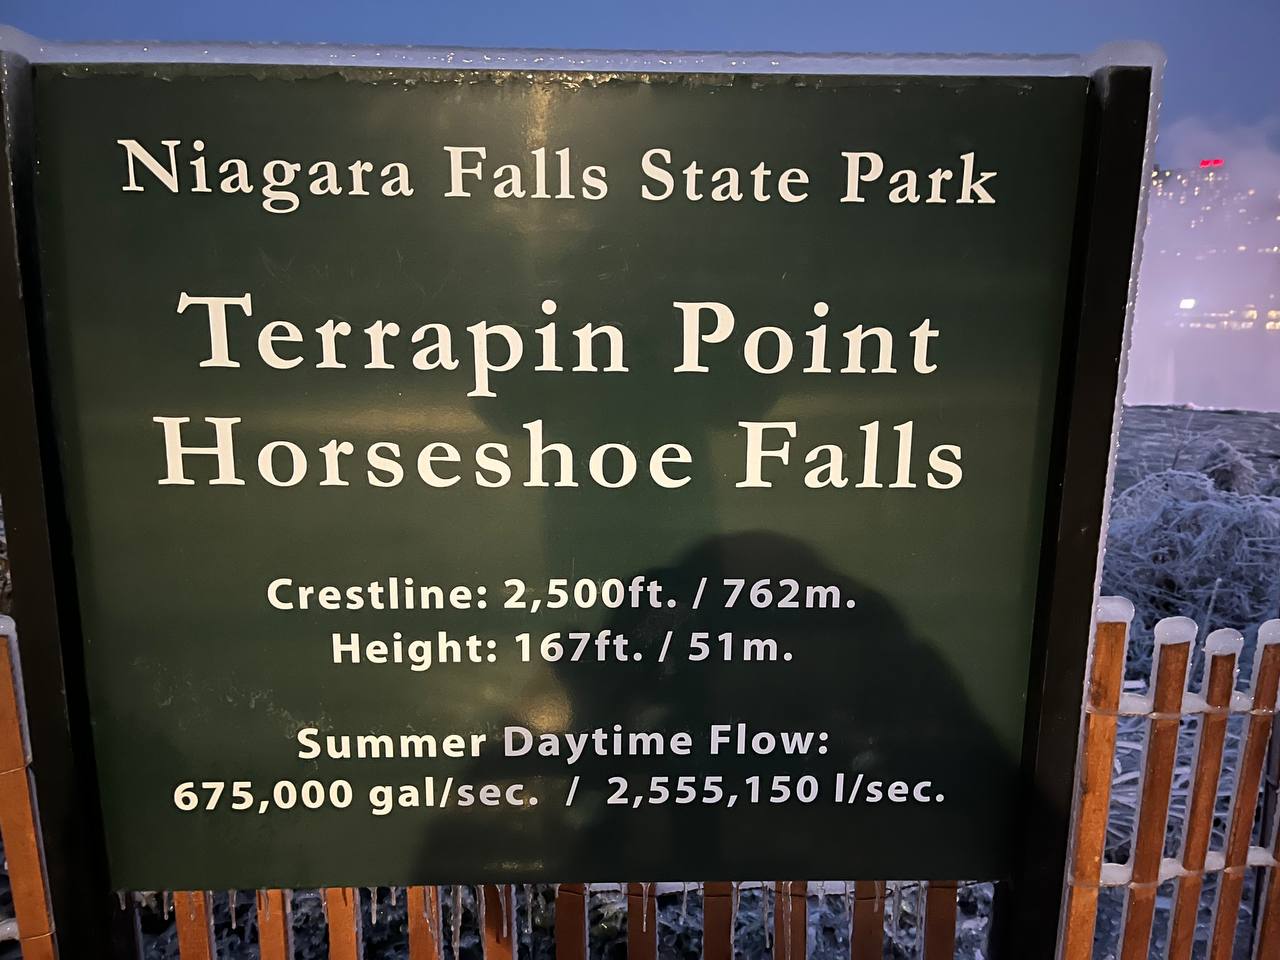 Niagara Falls State Park
Terrapin Point
Horseshoe Falls
Crestline: 2,500ft. / 762m.
Height: 167ft. / 51m.
Summer Daytime Flow:
675,000 gal/sec. / 2,555,150 l/sec.